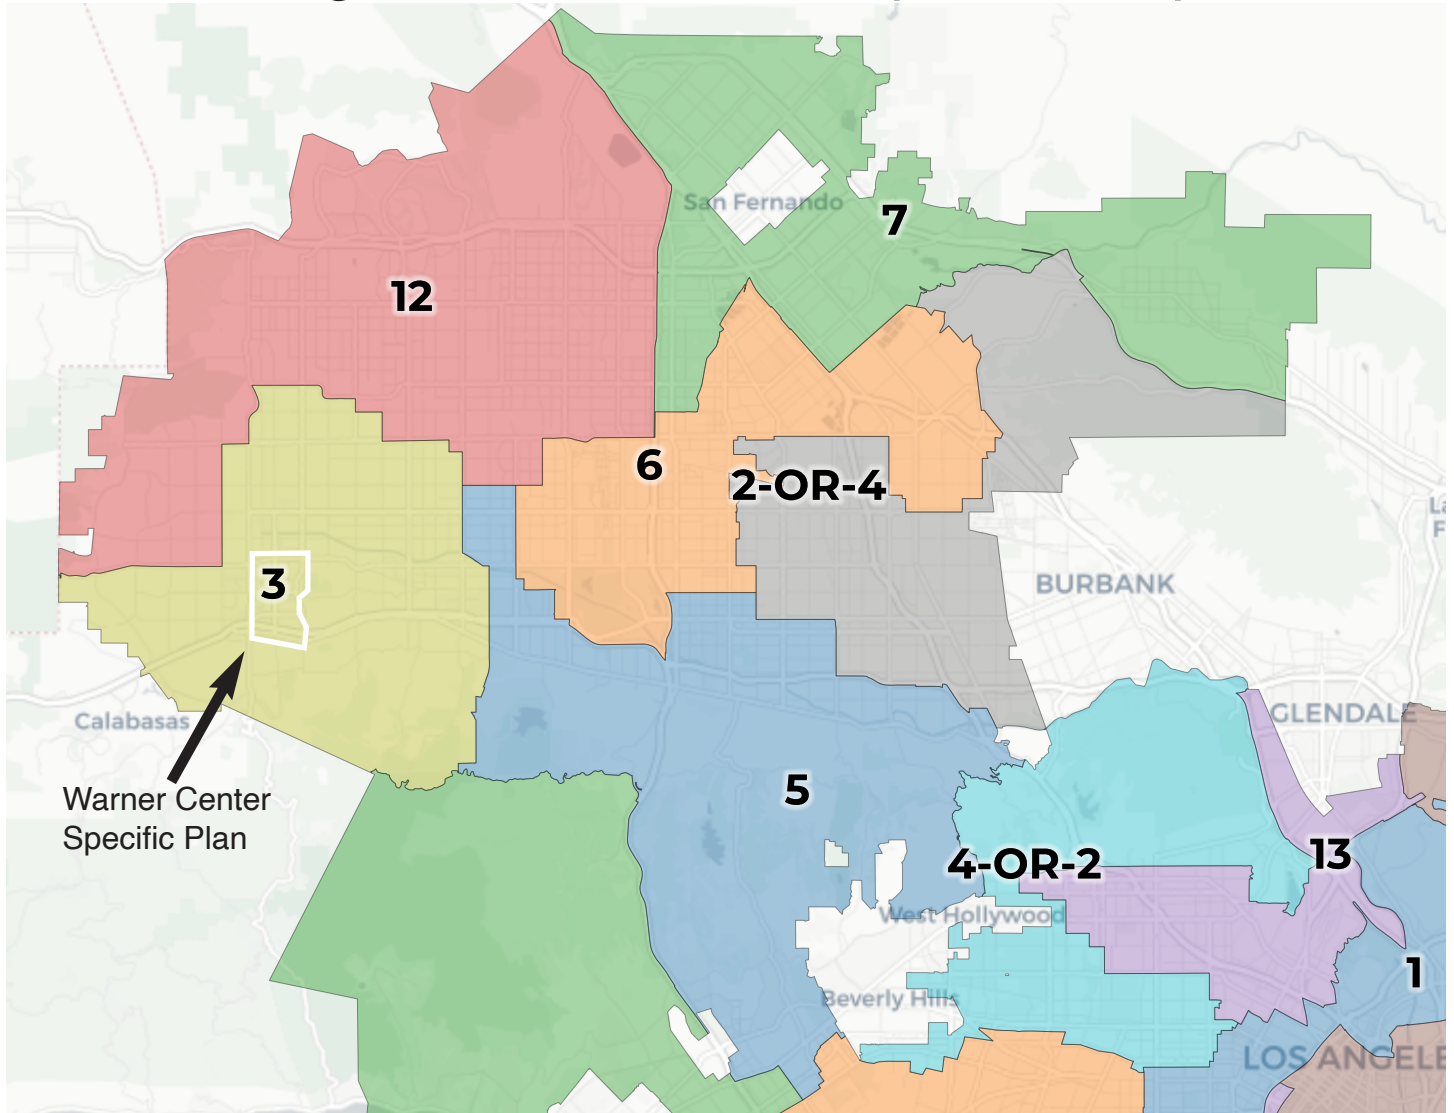 San Fernando
7
12
6
2-OR-4
3
BURBANK
Calabasas
GLENDALE
Warner Center
Specific Plan
5
4-OR-2
13
West Hollywood
1
Beverly Hills
LOS ANGELE